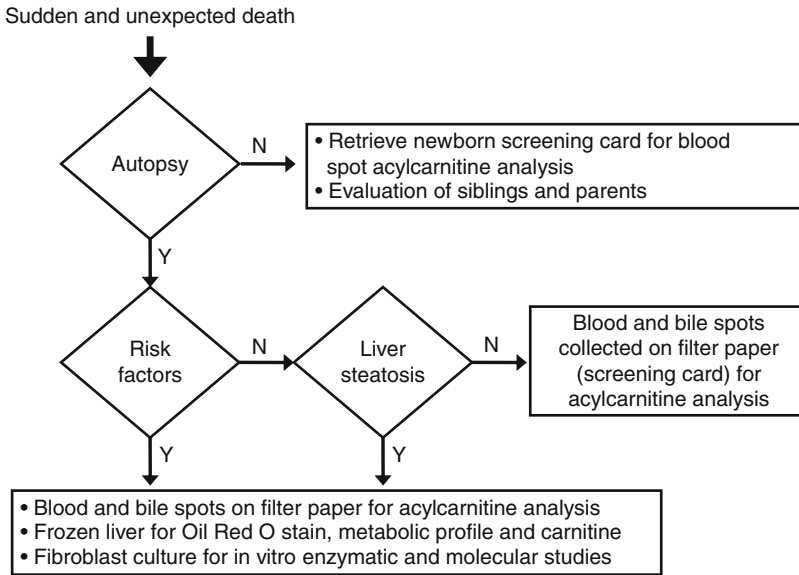 Sudden and unexpected death
Autopsy
N
• Retrieve newborn screening card for blood
spot acylcarnitine analysis
• Evaluation of siblings and parents
Y
Risk
factors
N
Liver
steatosis
N
Blood and bile spots
collected on filter paper
(screening card) for
acylcarnitine analysis
Y
Y
• Blood and bile spots on filter paper for acylcarnitine analysis
• Frozen liver for Oil Red O stain, metabolic profile and carnitine
• Fibroblast culture for in vitro enzymatic and molecular studies